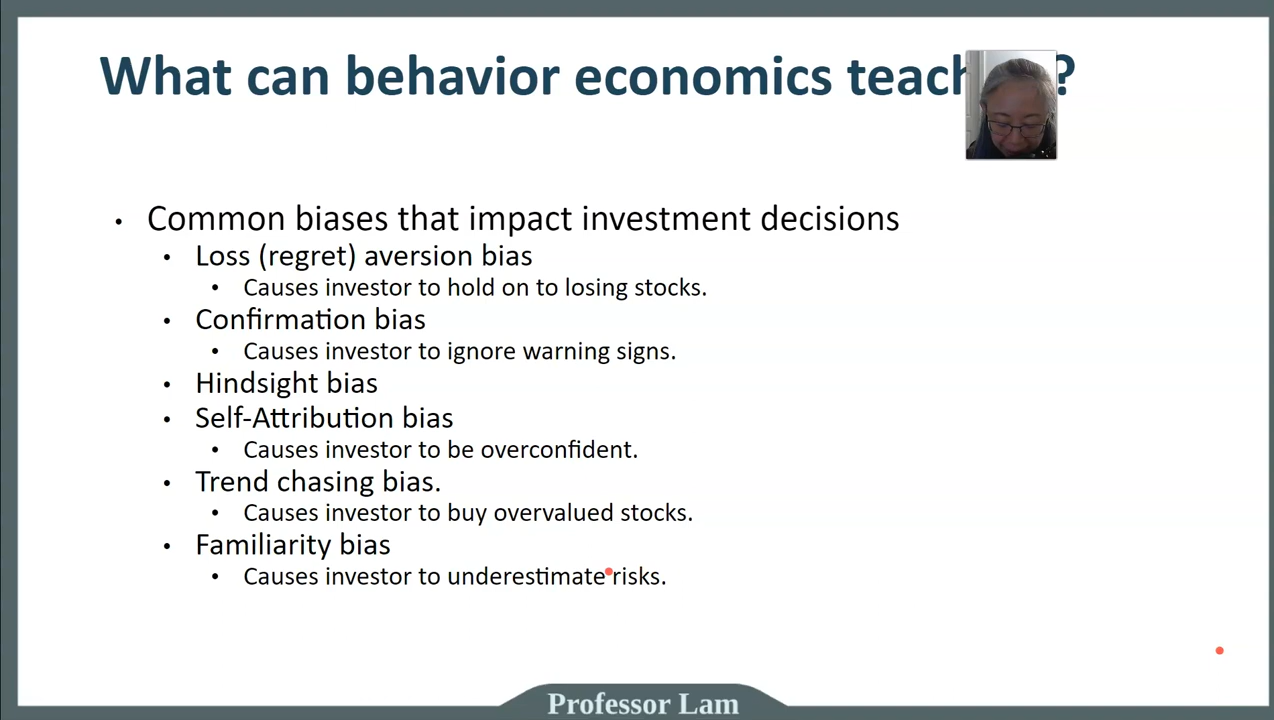 What can behavior economics teach ?
• Common biases that impact investment decisions
• Loss (regret) aversion bias
• Causes investor to hold on to losing stocks.
• Confirmation bias
• Causes investor to ignore warning signs.
• Hindsight bias
• Self-Attribution bias
• Causes investor to be overconfident.
• Trend chasing bias.
• Causes investor to buy overvalued stocks.
• Familiarity bias
• Causes investor to underestimate risks.
Professor Lam